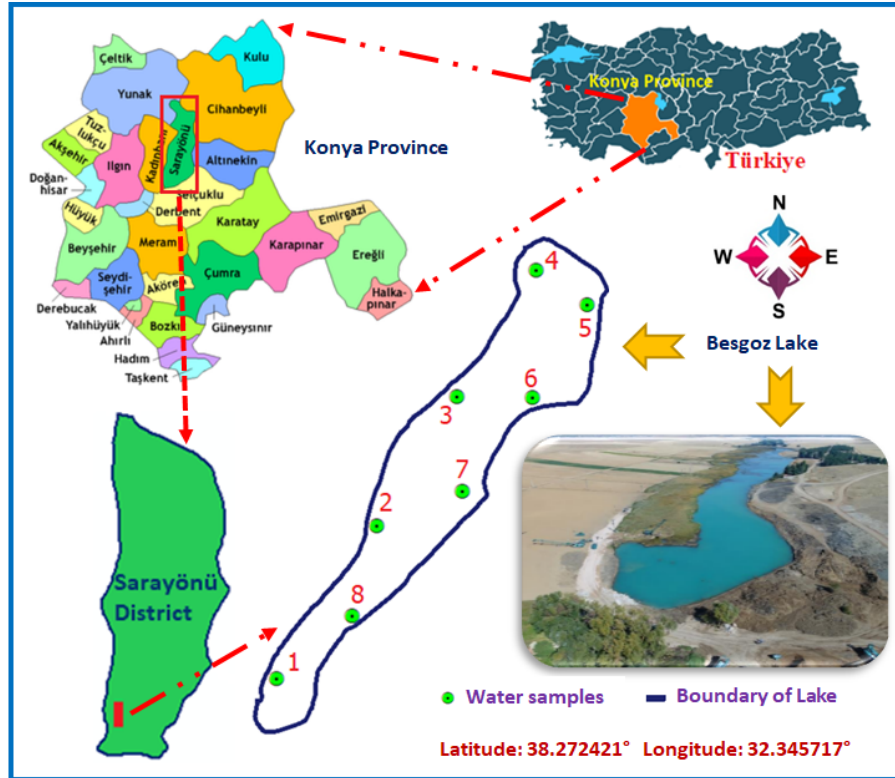 Çeltik
Kulu
Yunak
Cihanbeyli
Tuz-
lukçu
Akşehir
Ilgın
Kadınhanı
Sarayönü
Altınekin
Doğan-
hisar
Selçuklu
Derbent
Hüyük
Karatay
Emirgazi
Beyşehir
Meram
Karapınar
Ereğli
Seydi-
şehir
Akören
Çumra
Halka-
pınar
Derebucak
Yalıhüyük
Ahırlı
Bozkır
Güneysınır
Hadım
Taşkent
Konya Province
Konya Province
Türkiye
N
W
E
S
4
5
Besgoz Lake
3
6
7
2
8
1
Sarayönü
District
Water samples
Boundary of Lake
Latitude: 38.272421° Longitude: 32.345717°